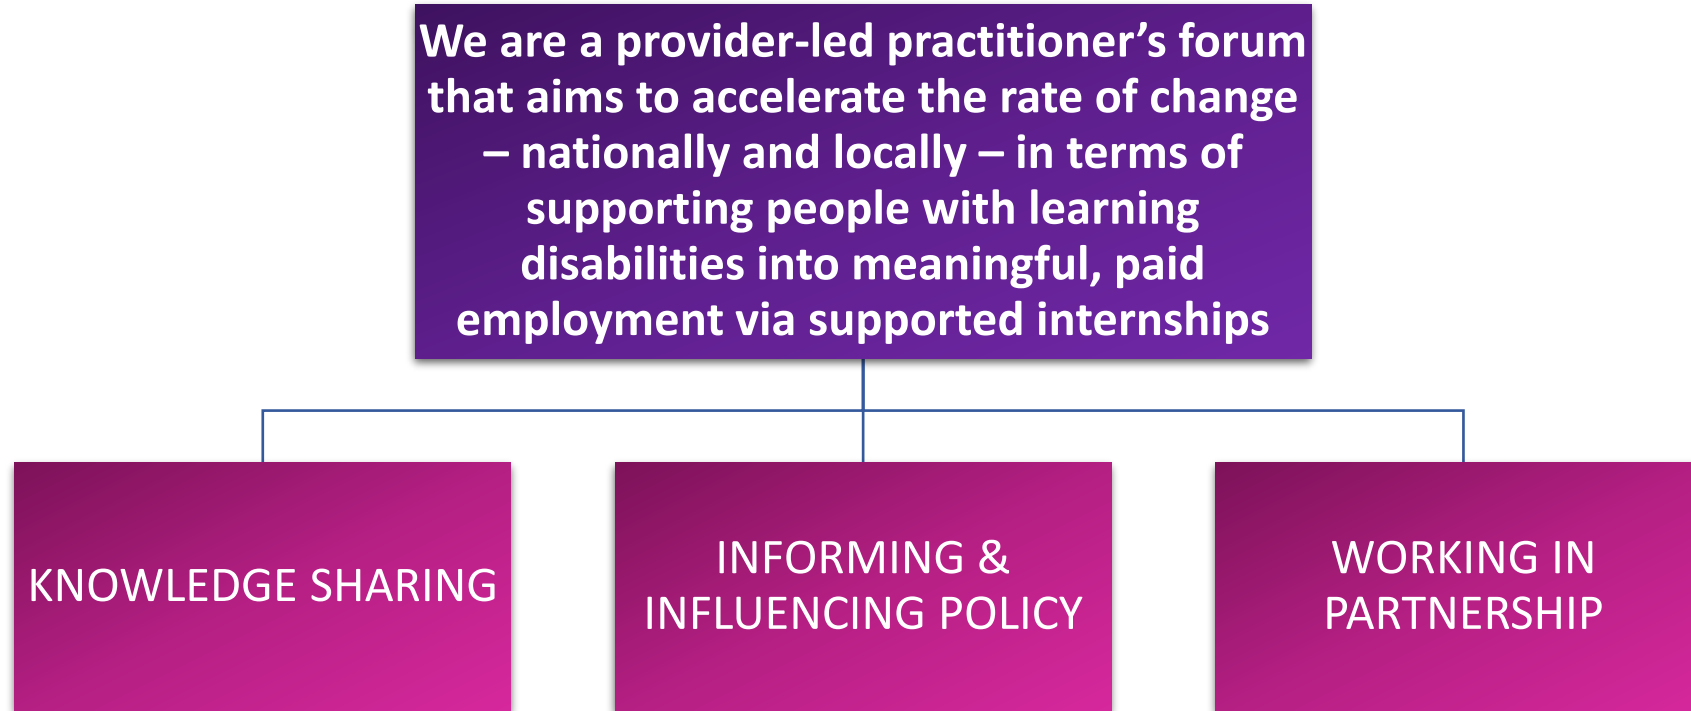 We are a provider-led practitioner’s forum
that aims to accelerate the rate of change
– nationally and locally – in terms of
supporting people with learning
disabilities into meaningful, paid
employment via supported internships
KNOWLEDGE SHARING
INFORMING &
INFLUENCING POLICY
WORKING IN
PARTNERSHIP